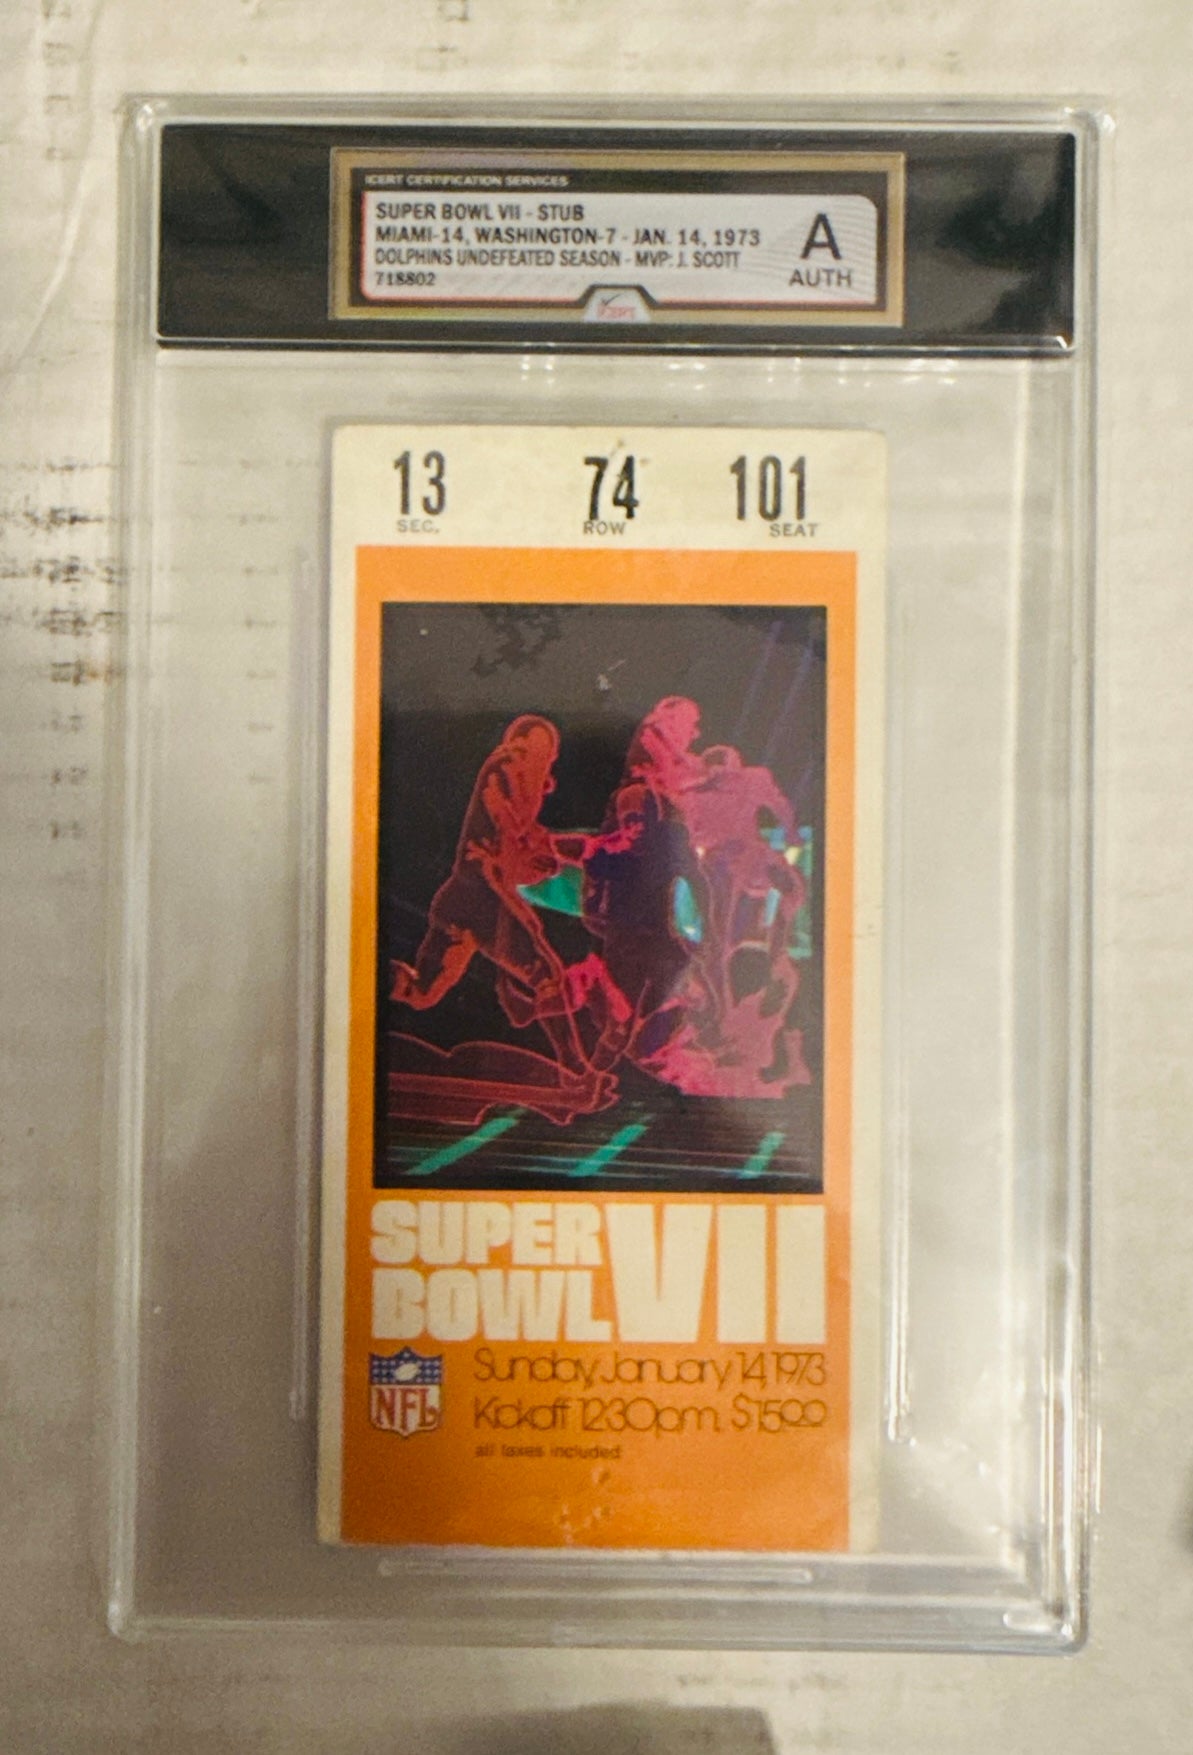 ICERT CERTIFICATION SERVICES
SUPER BOWL VII - STUB
MIAMI-14, WASHINGTON-7 - JAN. 14, 1973
DOLPHINS UNDEFEATED SEASON - MVP: J. SCOTT
718802
A
AUTH
ICERT
13 74 101
SEC. ROW SEAT
SUPER
BOWL VII
NFL
Sunday, January 14, 1973
Kickoff 12:30p.m. $15.00
all taxes included